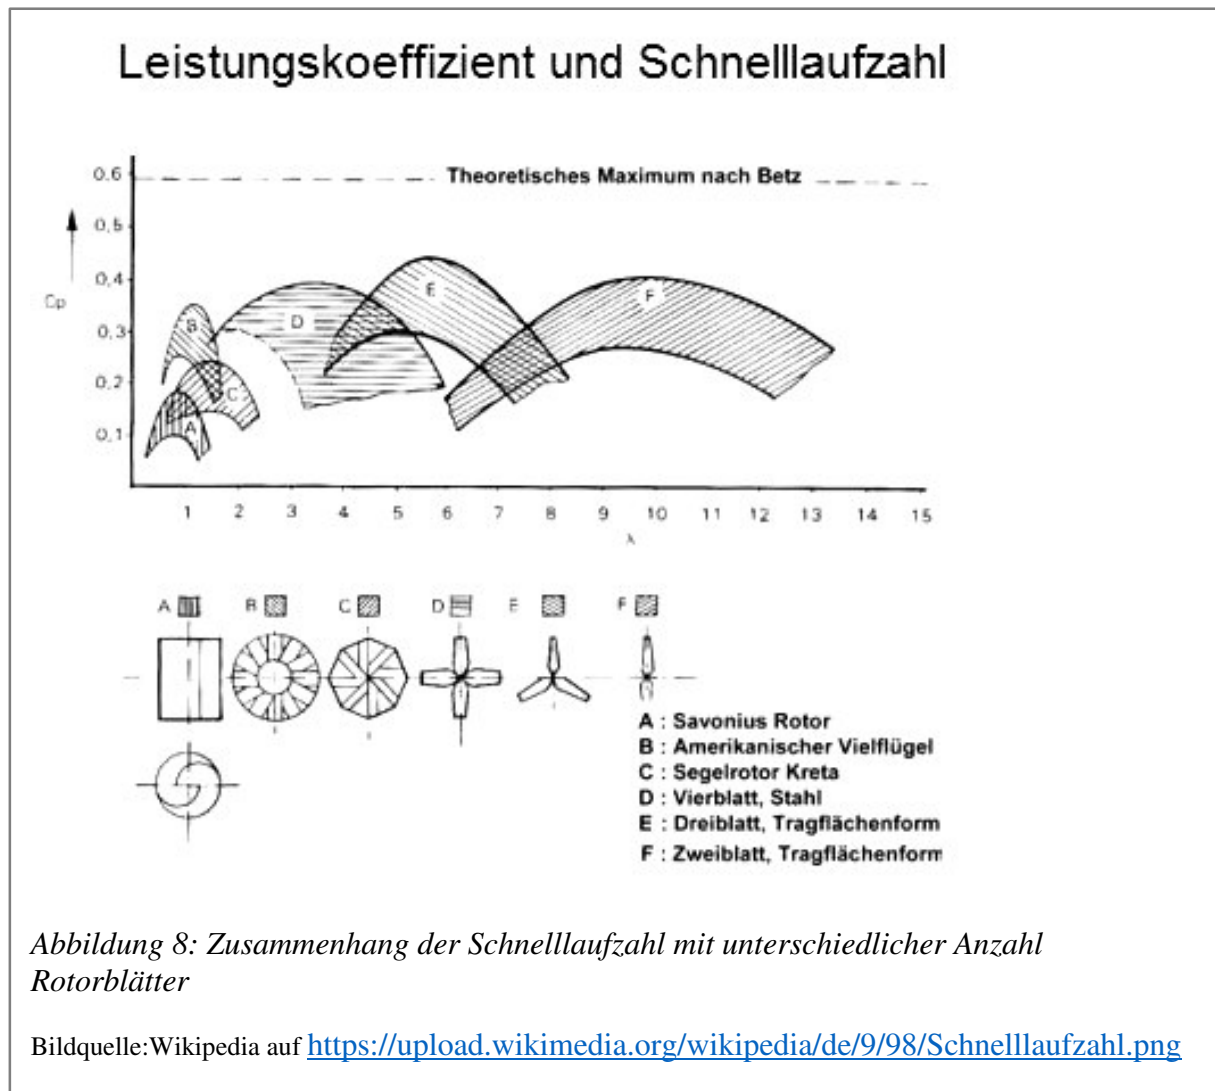 Leistungskoeffizient und Schnelllaufzahl
0.6
Theoretisches Maximum nach Betz
0,5
0,4
Cp
0,3
0,2
0,1
B
D
E
F
C
A
1 2 3 4 5 6 7 8 9 10 11 12 13 14 15
λ
A B C D E F
A : Savonius Rotor
B : Amerikanischer Vielflügel
C : Segelrotor Kreta
D : Vierblatt, Stahl
E : Dreiblatt, Tragflächenform
F : Zweiblatt, Tragflächenform
Abbildung 8: Zusammenhang der Schnelllaufzahl mit unterschiedlicher Anzahl
Rotorblätter
Bildquelle:Wikipedia auf https://upload.wikimedia.org/wikipedia/de/9/98/Schnelllaufzahl.png